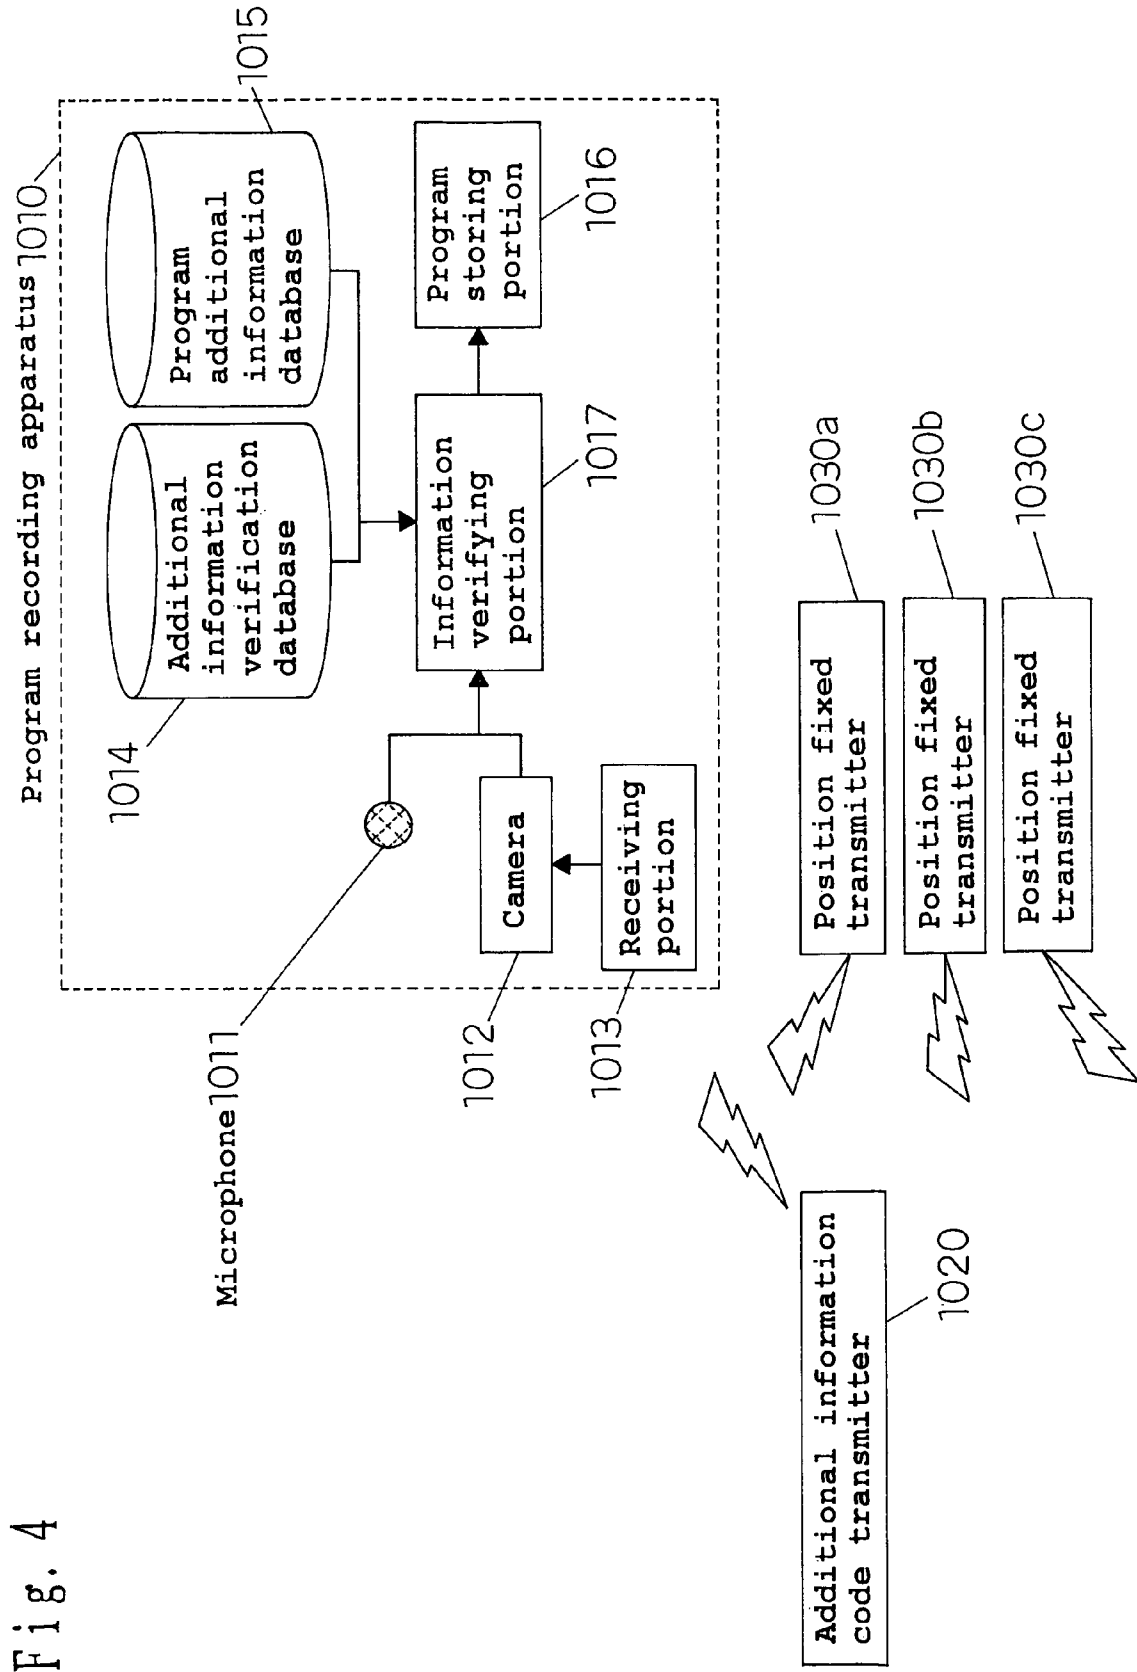 Fig. 4
Program recording apparatus 1010
1014
Additional
information
verification
database
Program
additional
information
database
1015
Microphone 1011
Information
verifying
portion
1017
Program
storing
portion
1016
Camera
1012
Receiving
portion
1013
Additional information
code transmitter
1020
Position fixed
transmitter
1030a
Position fixed
transmitter
1030b
Position fixed
transmitter
1030c